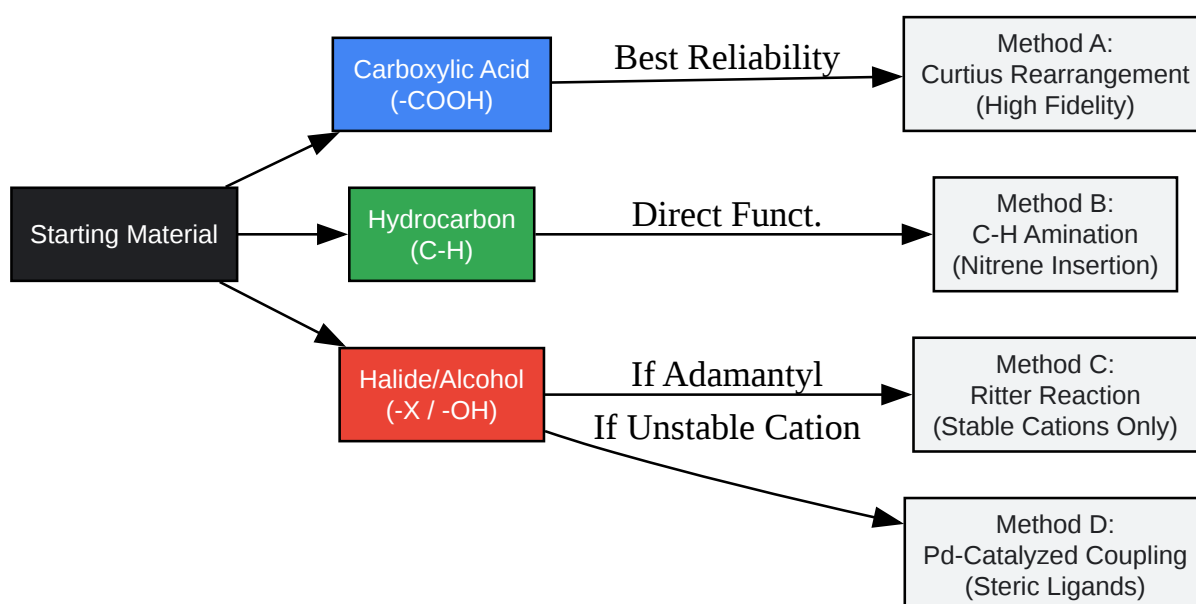 Starting Material
Carboxylic Acid
(-COOH)
Best Reliability
Method A:
Curtius Rearrangement
(High Fidelity)
Hydrocarbon
(C-H)
Direct Funct.
Method B:
C-H Amination
(Nitrene Insertion)
Halide/Alcohol
(-X / -OH)
If Adamantyl
Method C:
Ritter Reaction
(Stable Cations Only)
If Unstable Cation
Method D:
Pd-Catalyzed Coupling
(Steric Ligands)